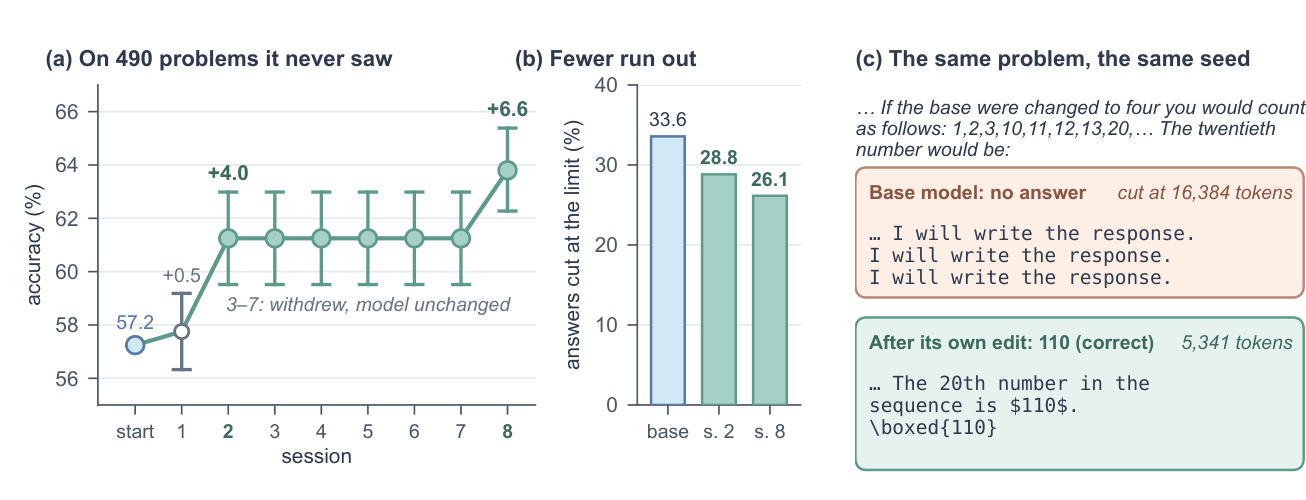 (a) On 490 problems it never saw
accuracy (%)
66
64
62
60
58
56
57.2
+0.5
+4.0
+6.6
3–7: withdrew, model unchanged
start 1 2 3 4 5 6 7 8
session
(b) Fewer run out
answers cut at the limit (%)
40
30
20
10
0
33.6
28.8
26.1
base s. 2 s. 8
(c) The same problem, the same seed
… If the base were changed to four you would count
as follows: 1,2,3,10,11,12,13,20,… The twentieth
number would be:
Base model: no answer cut at 16,384 tokens
… I will write the response.
I will write the response.
I will write the response.
After its own edit: 110 (correct) 5,341 tokens
… The 20th number in the
sequence is $110$.
\boxed{110}